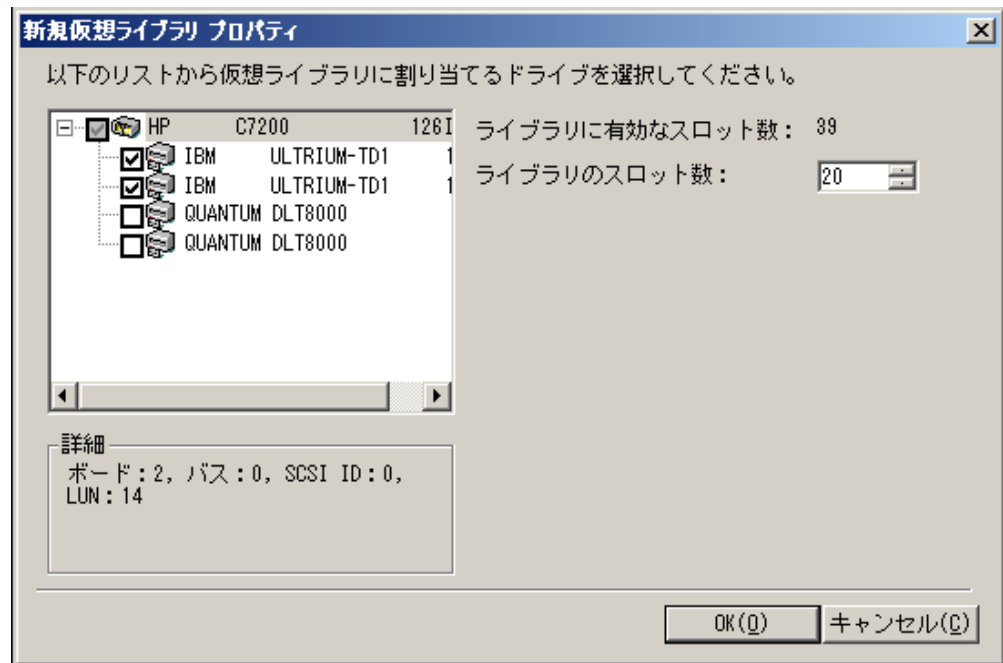 新規仮想ライブラリ プロパティ
以下のリストから仮想ライブラリに割り当てるドライブを選択してください。
HP C7200 126I
IBM ULTRIUM-TD1 1
IBM ULTRIUM-TD1 1
QUANTUM DLT8000
QUANTUM DLT8000
ライブラリに有効なスロット数： 39
ライブラリのスロット数： 20
詳細
ボード：2, バス：0, SCSI ID：0,
LUN：14
OK(O) キャンセル(C)